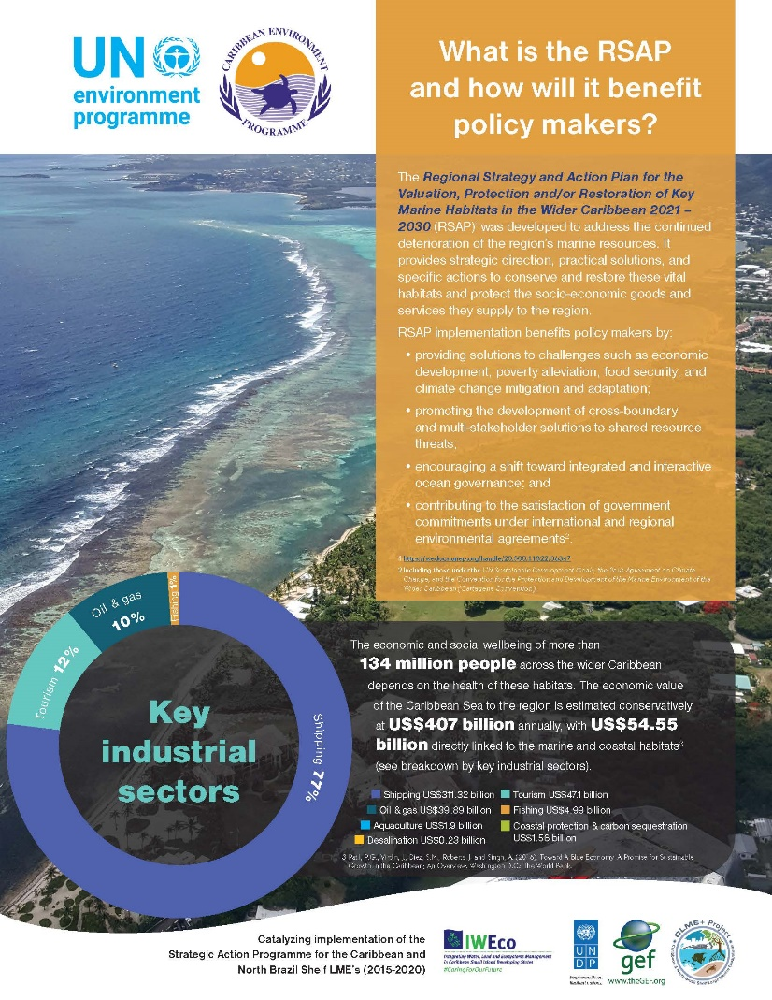 UN
environment
programme
CARIBBEAN ENVIRONMENT
PROGRAMME
What is the RSAP
and how will it benefit
policy makers?
The Regional Strategy and Action Plan for the
Valuation, Protection and/or Restoration of Key
Marine Habitats in the Wider Caribbean 2021 –
2030 (RSAP) was developed to address the continued
deterioration of the region's marine resources. It
provides strategic direction, practical solutions, and
specific actions to conserve and restore these vital
habitats and protect the socio-economic goods and
services they supply to the region.
RSAP implementation benefits policy makers by:
• providing solutions to challenges such as economic
development, poverty alleviation, food security, and
climate change mitigation and adaptation;
• promoting the development of cross-boundary
and multi-stakeholder solutions to shared resource
threats;
• encouraging a shift toward integrated and interactive
ocean governance; and
• contributing to the satisfaction of government
commitments under international and regional
environmental agreements².
1 https://wedocs.unep.org/handle/20.500.11822/36347
2 Including those under the UN Sustainable Development Goals, the Paris Agreement on Climate
Change, and the Convention for the Protection and Development of the Marine Environment of the
Wider Caribbean (Cartagena Convention).
Key
industrial
sectors
Shipping 77%
Tourism 12%
Oil & gas
10%
Fishing 1%
The economic and social wellbeing of more than
134 million people across the wider Caribbean
depends on the health of these habitats. The economic value
of the Caribbean Sea to the region is estimated conservatively
at US$407 billion annually, with US$54.55
billion directly linked to the marine and coastal habitats³
(see breakdown by key industrial sectors).
Shipping US$311.32 billion Tourism US$47.1 billion
Oil & gas US$39.89 billion Fishing US$4.99 billion
Aquaculture US$1.9 billion Coastal protection & carbon sequestration
Desalination US$0.23 billion US$1.56 billion
3 Patil, P.G., Virdin, J., Diez, S.M., Roberts, J. and Singh, A. (2016). Toward A Blue Economy: A Promise for Sustainable
Growth in the Caribbean; An Overview. Washington D.C.: The World Bank.
Catalyzing implementation of the
Strategic Action Programme for the Caribbean and
North Brazil Shelf LME's (2015-2020)
IWEco
Integrating Water, Land and Ecosystems Management
in Caribbean Small Island Developing States
#CaringForOurFuture
UN
DP
Empowered lives.
Resilient nations.
gef
www.theGEF.org
CLME+ Project